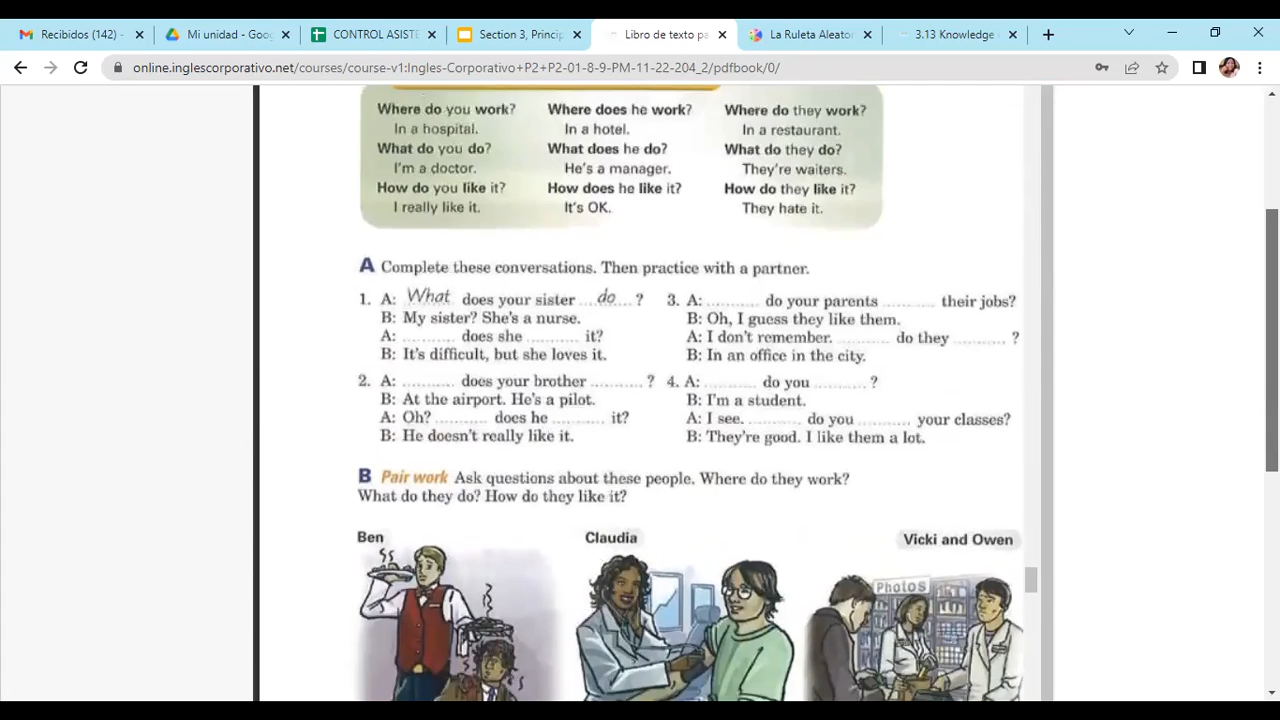 Recibidos (142) -
Mi unidad - Goog
CONTROL ASISTE
Section 3, Princip
Libro de texto pa
La Ruleta Aleator
3.13 Knowledge
online.inglescorporativo.net/courses/course-v1:Ingles-Corporativo+P2+P2-01-8-9-PM-11-22-204_2/pdfbook/0/
Where do you work?
In a hospital.
What do you do?
I'm a doctor.
How do you like it?
I really like it.
Where does he work?
In a hotel.
What does he do?
He's a manager.
How does he like it?
It's OK.
Where do they work?
In a restaurant.
What do they do?
They're waiters.
How do they like it?
They hate it.
A Complete these conversations. Then practice with a partner.
1. A: What does your sister do ?
B: My sister? She's a nurse.
A: .......... does she .......... it?
B: It's difficult, but she loves it.
2. A: .......... does your brother .......... ?
B: At the airport. He's a pilot.
A: Oh? .......... does he .......... it?
B: He doesn't really like it.
3. A: .......... do your parents .......... their jobs?
B: Oh, I guess they like them.
A: I don't remember. .......... do they .......... ?
B: In an office in the city.
4. A: .......... do you .......... ?
B: I'm a student.
A: I see. .......... do you .......... your classes?
B: They're good. I like them a lot.
B Pair work Ask questions about these people. Where do they work?
What do they do? How do they like it?
Ben
Claudia
Vicki and Owen
Photos